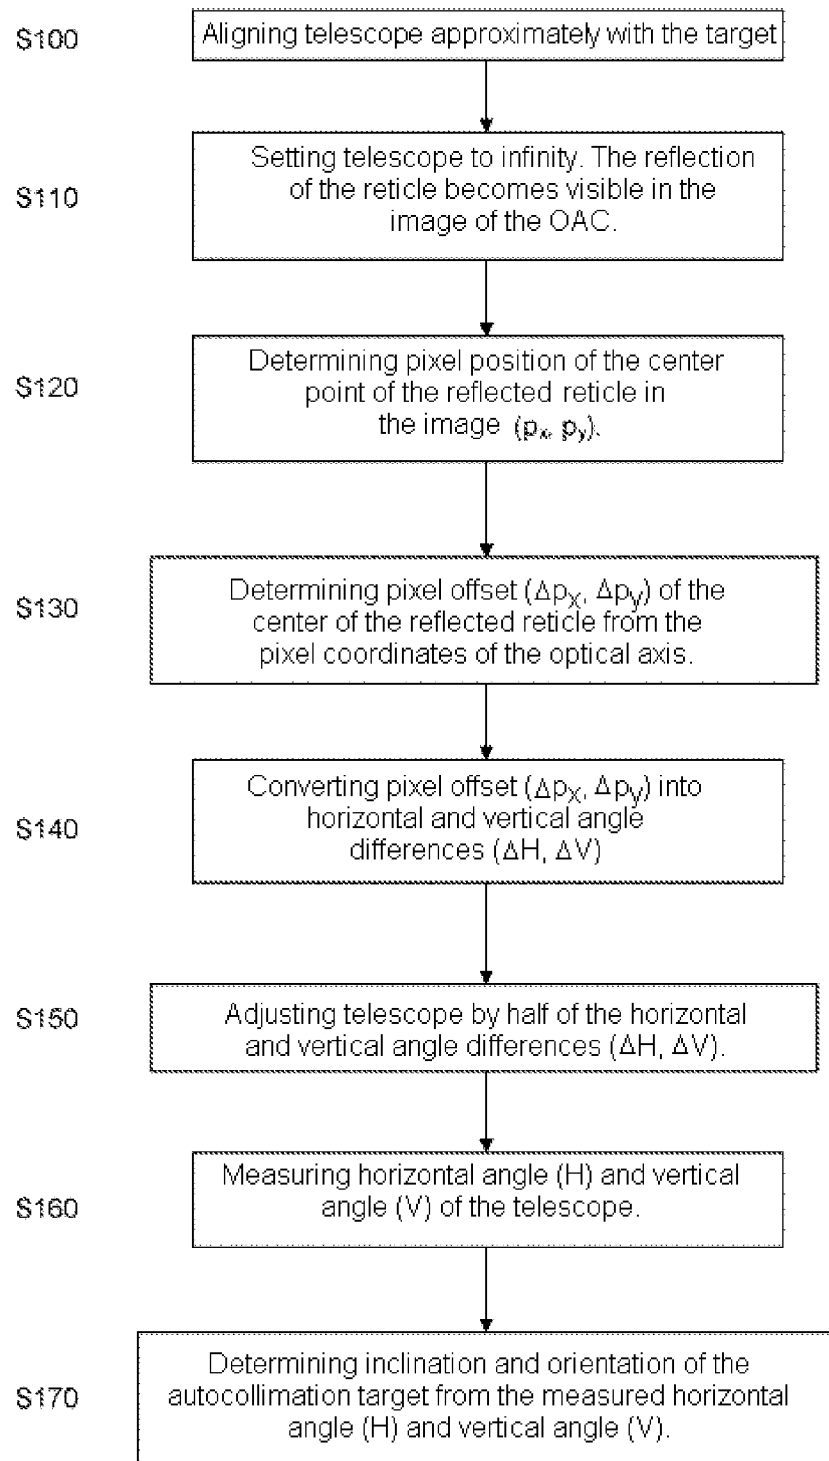 S100
Aligning telescope approximately with the target
S110
Setting telescope to infinity. The reflection
of the reticle becomes visible in the
image of the OAC.
S120
Determining pixel position of the center
point of the reflected reticle in
the image (pₓ, pᵧ).
S130
Determining pixel offset (Δpₓ, Δpᵧ) of the
center of the reflected reticle from the
pixel coordinates of the optical axis.
S140
Converting pixel offset (Δpₓ, Δpᵧ) into
horizontal and vertical angle
differences (ΔH, ΔV)
S150
Adjusting telescope by half of the horizontal
and vertical angle differences (ΔH, ΔV).
S160
Measuring horizontal angle (H) and vertical
angle (V) of the telescope.
S170
Determining inclination and orientation of the
autocollimation target from the measured horizontal
angle (H) and vertical angle (V).